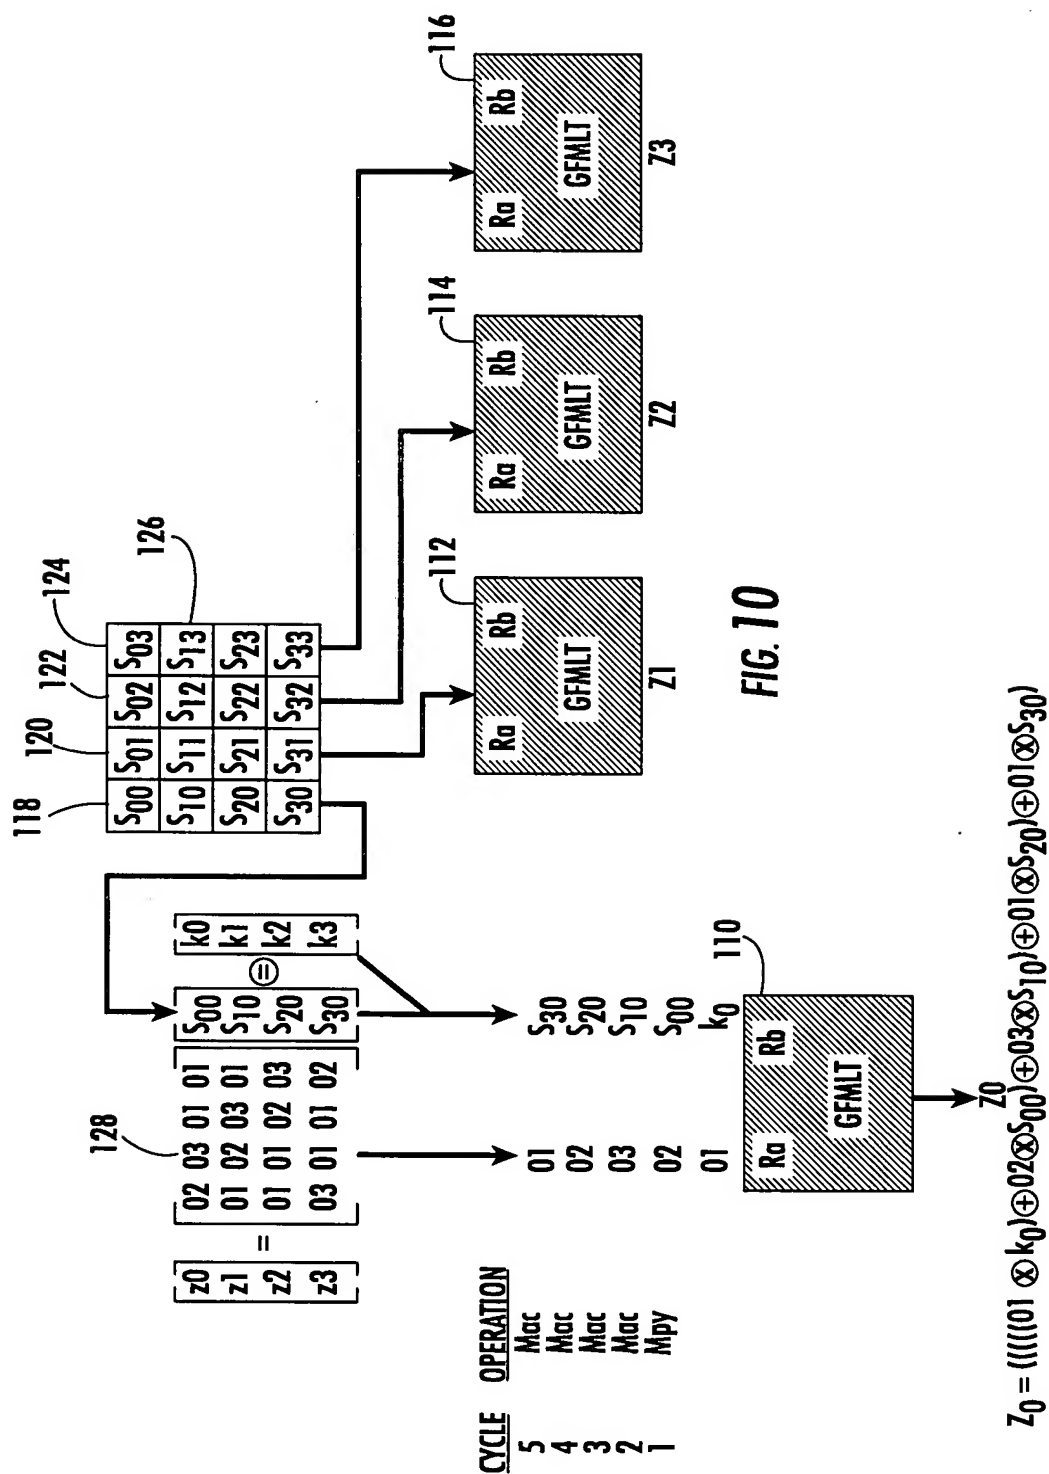 118 120 122 124
S00 S01 S02 S03
S10 S11 S12 S13
S20 S21 S22 S23
S30 S31 S32 S33
126
128
z0 = 02 03 01 01 S00 ⊜ k0
z1 01 02 03 01 S10 k1
z2 01 01 02 03 S20 k2
z3 03 01 01 02 S30 k3
CYCLE OPERATION
5 Mac 01 S30
4 Mac 02 S20
3 Mac 03 S10
2 Mac 02 S00
1 Mpy 01 k0
110
Ra Rb
GFMLT
Z0
112
Ra Rb
GFMLT
Z1
114
Ra Rb
GFMLT
Z2
116
Ra Rb
GFMLT
Z3
FIG. 10
Z0 = (((((01 ⊗ k0)⊕02⊗S00)⊕03⊗S10)⊕01⊗S20)⊕01⊗S30)